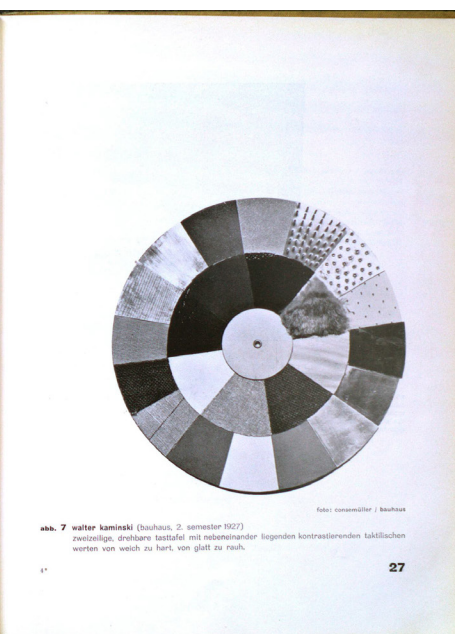 foto: consemüller / bauhaus
abb. 7 walter kaminski (bauhaus, 2. semester 1927)
zweizeilige, drehbare tasttafel mit nebeneinander liegenden kontrastierenden taktilischen
werten von weich zu hart, von glatt zu rauh.
4*
27